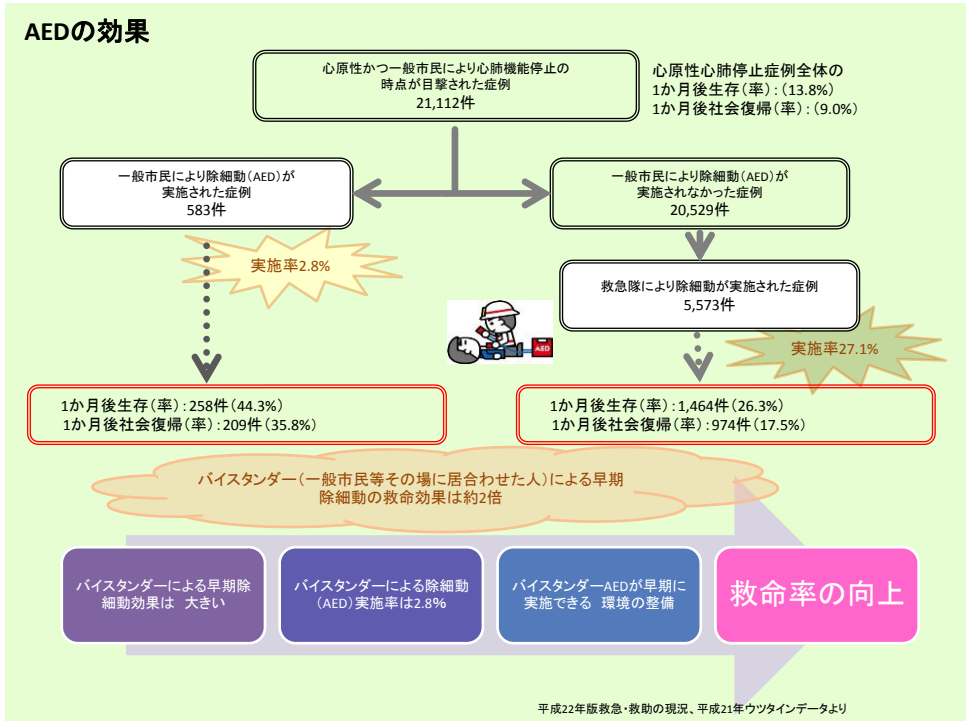 AEDの効果
心原性かつ一般市民により心肺機能停止の
時点が目撃された症例
21,112件
心原性心肺停止症例全体の
1か月後生存(率):(13.8%)
1か月後社会復帰(率):(9.0%)
一般市民により除細動(AED)が
実施された症例
583件
一般市民により除細動(AED)が
実施されなかった症例
20,529件
実施率2.8%
救急隊により除細動が実施された症例
5,573件
AED
実施率27.1%
1か月後生存(率):258件(44.3%)
1か月後社会復帰(率):209件(35.8%)
1か月後生存(率):1,464件(26.3%)
1か月後社会復帰(率):974件(17.5%)
バイスタンダー(一般市民等その場に居合わせた人)による早期
除細動の救命効果は約2倍
バイスタンダーによる早期除
細動効果は 大きい
バイスタンダーによる除細動
(AED)実施率は2.8%
バイスタンダーAEDが早期に
実施できる 環境の整備
救命率の向上
平成22年版救急・救助の現況、平成21年ウツタインデータより